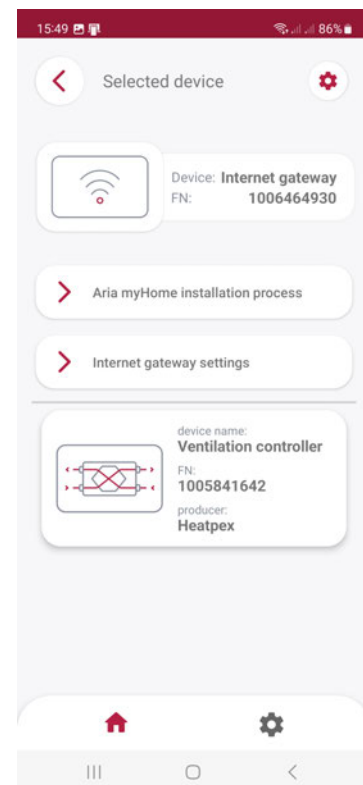 15:49 86%
Selected device
Device: Internet gateway
FN: 1006464930
Aria myHome installation process
Internet gateway settings
device name:
Ventilation controller
FN:
1005841642
producer:
Heatpex